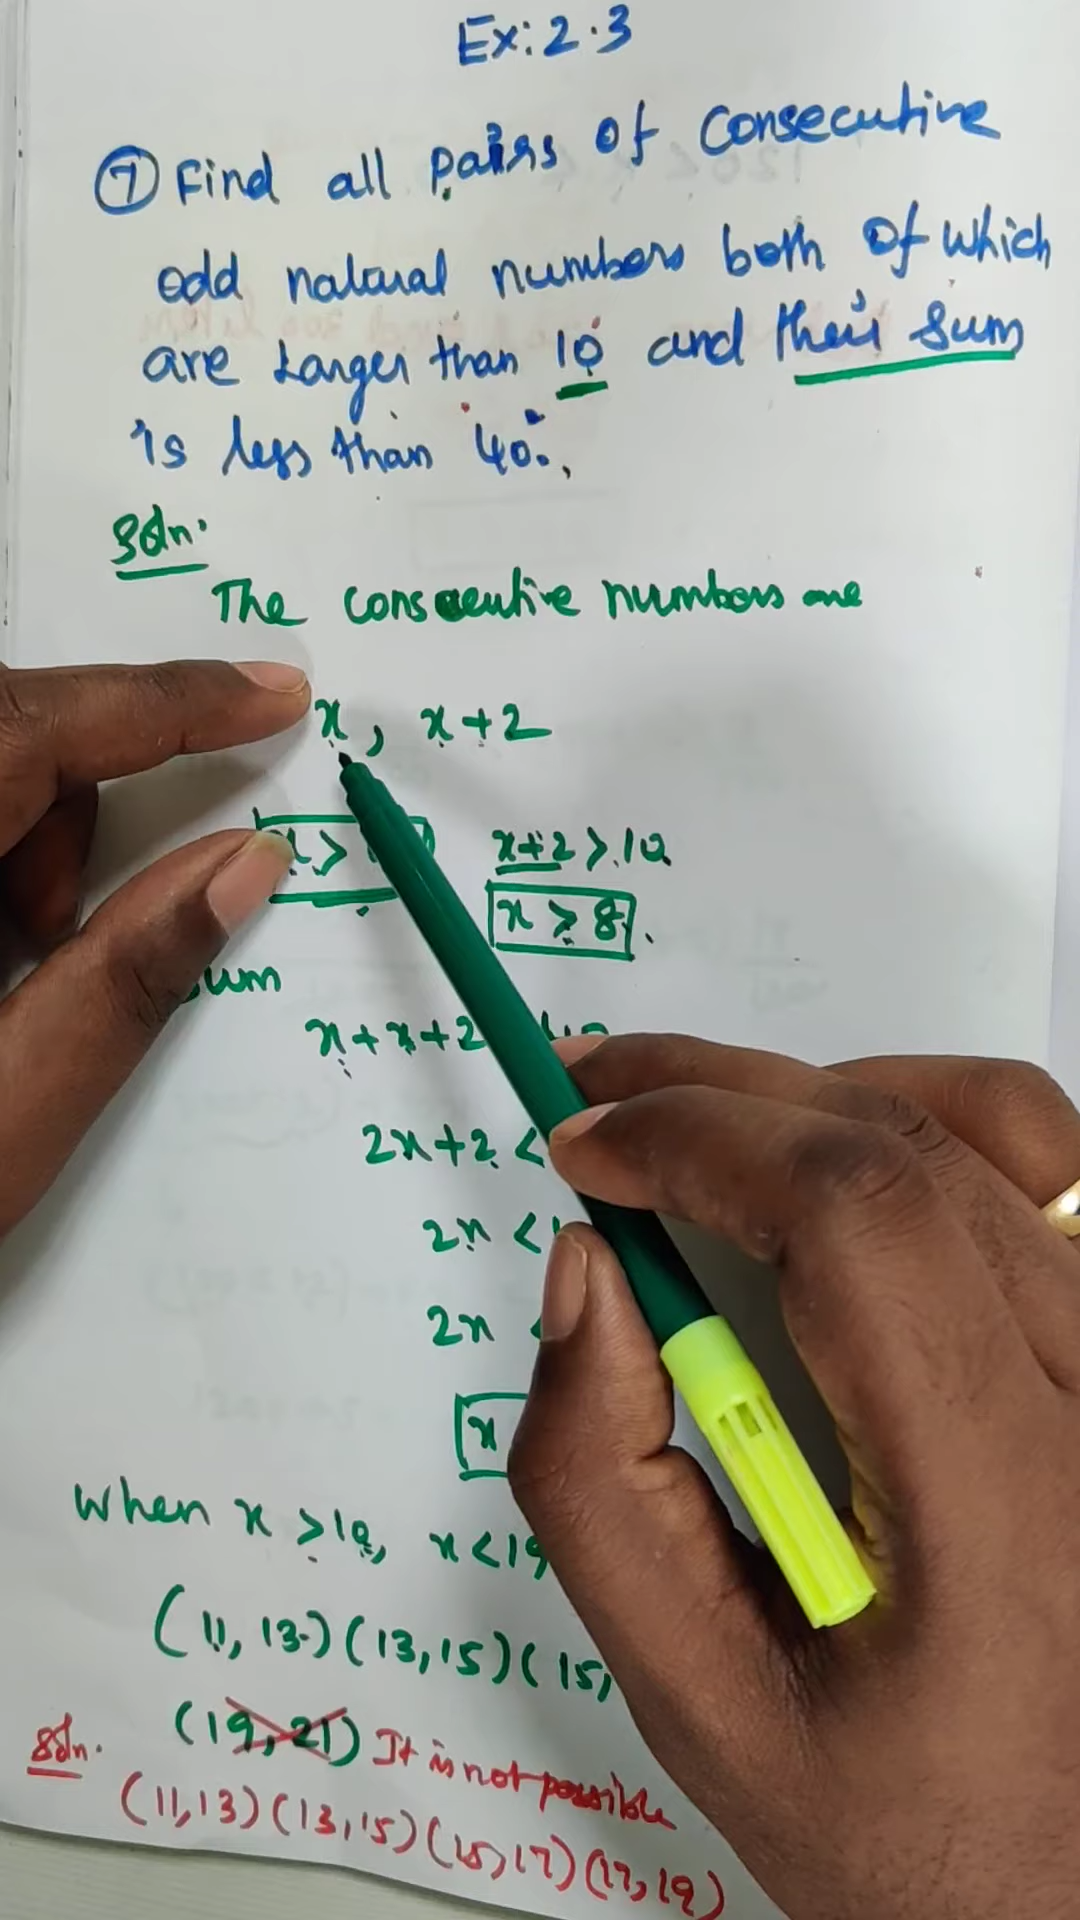 Ex: 2.3
⑦ Find all pairs of consecutive
odd natural numbers both of which
are Larger than 10 and their sum
is less than 40.
Soln.
The consecutive numbers are
x, x+2
x > x+2 > 10
x > 8.
um
x + x + 2
2x + 2 <
2x <
2x <
x
When x > 10, x < 19
(11, 13) (13, 15) (15,
(19, 21) It is not possible
Soln.
(11,13) (13,15) (15,17) (17,19)